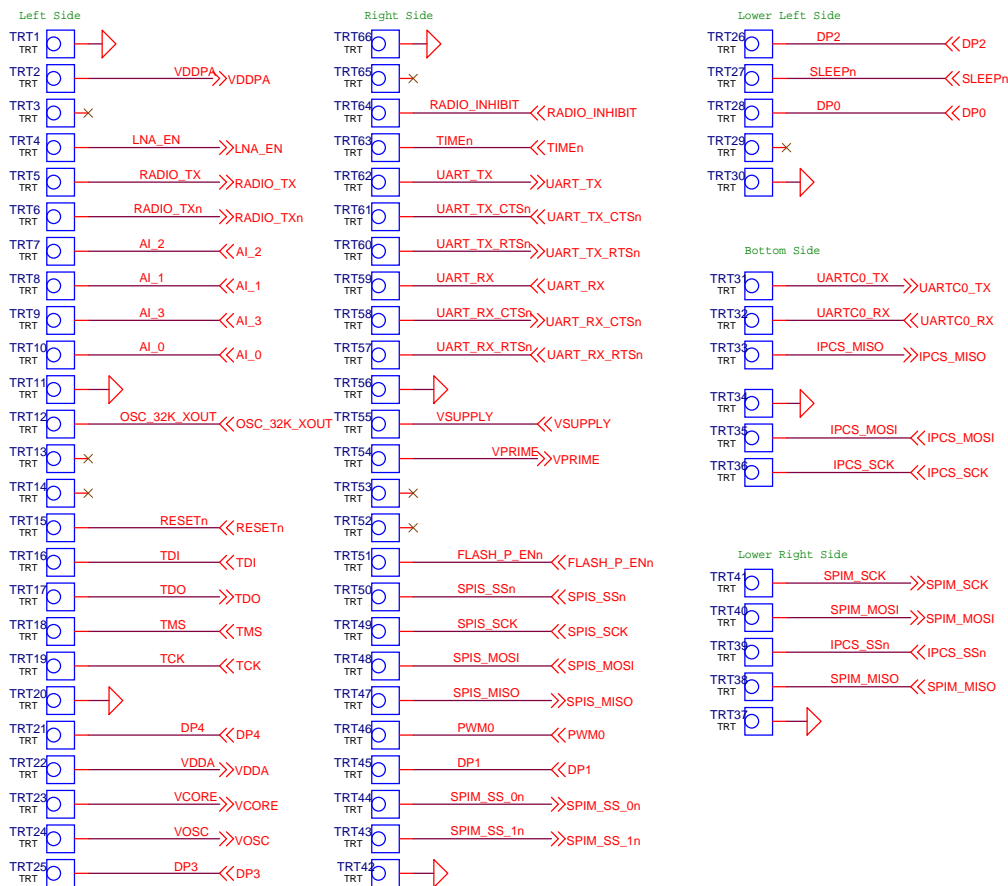 Left Side
TRT1
TRT
TRT2 VDDPA VDDPA
TRT
TRT3
TRT
TRT4 LNA_EN LNA_EN
TRT
TRT5 RADIO_TX RADIO_TX
TRT
TRT6 RADIO_TXn RADIO_TXn
TRT
TRT7 AI_2 AI_2
TRT
TRT8 AI_1 AI_1
TRT
TRT9 AI_3 AI_3
TRT
TRT10 AI_0 AI_0
TRT
TRT11
TRT
TRT12 OSC_32K_XOUT OSC_32K_XOUT
TRT
TRT13
TRT
TRT14
TRT
TRT15 RESETn RESETn
TRT
TRT16 TDI TDI
TRT
TRT17 TDO TDO
TRT
TRT18 TMS TMS
TRT
TRT19 TCK TCK
TRT
TRT20
TRT
TRT21 DP4 DP4
TRT
TRT22 VDDA VDDA
TRT
TRT23 VCORE VCORE
TRT
TRT24 VOSC VOSC
TRT
TRT25 DP3 DP3
TRT
Right Side
TRT66
TRT
TRT65
TRT
TRT64 RADIO_INHIBIT RADIO_INHIBIT
TRT
TRT63 TIMEn TIMEn
TRT
TRT62 UART_TX UART_TX
TRT
TRT61 UART_TX_CTSn UART_TX_CTSn
TRT
TRT60 UART_TX_RTSn UART_TX_RTSn
TRT
TRT59 UART_RX UART_RX
TRT
TRT58 UART_RX_CTSn UART_RX_CTSn
TRT
TRT57 UART_RX_RTSn UART_RX_RTSn
TRT
TRT56
TRT
TRT55 VSUPPLY VSUPPLY
TRT
TRT54 VPRIME VPRIME
TRT
TRT53
TRT
TRT52
TRT
TRT51 FLASH_P_ENn FLASH_P_ENn
TRT
TRT50 SPIS_SSn SPIS_SSn
TRT
TRT49 SPIS_SCK SPIS_SCK
TRT
TRT48 SPIS_MOSI SPIS_MOSI
TRT
TRT47 SPIS_MISO SPIS_MISO
TRT
TRT46 PWM0 PWM0
TRT
TRT45 DP1 DP1
TRT
TRT44 SPIM_SS_0n SPIM_SS_0n
TRT
TRT43 SPIM_SS_1n SPIM_SS_1n
TRT
TRT42
TRT
Lower Left Side
TRT26 DP2 DP2
TRT
TRT27 SLEEPn SLEEPn
TRT
TRT28 DP0 DP0
TRT
TRT29
TRT
TRT30
TRT
Bottom Side
TRT31 UARTC0_TX UARTC0_TX
TRT
TRT32 UARTC0_RX UARTC0_RX
TRT
TRT33 IPCS_MISO IPCS_MISO
TRT
TRT34
TRT
TRT35 IPCS_MOSI IPCS_MOSI
TRT
TRT36 IPCS_SCK IPCS_SCK
TRT
Lower Right Side
TRT41 SPIM_SCK SPIM_SCK
TRT
TRT40 SPIM_MOSI SPIM_MOSI
TRT
TRT39 IPCS_SSn IPCS_SSn
TRT
TRT38 SPIM_MISO SPIM_MISO
TRT
TRT37
TRT